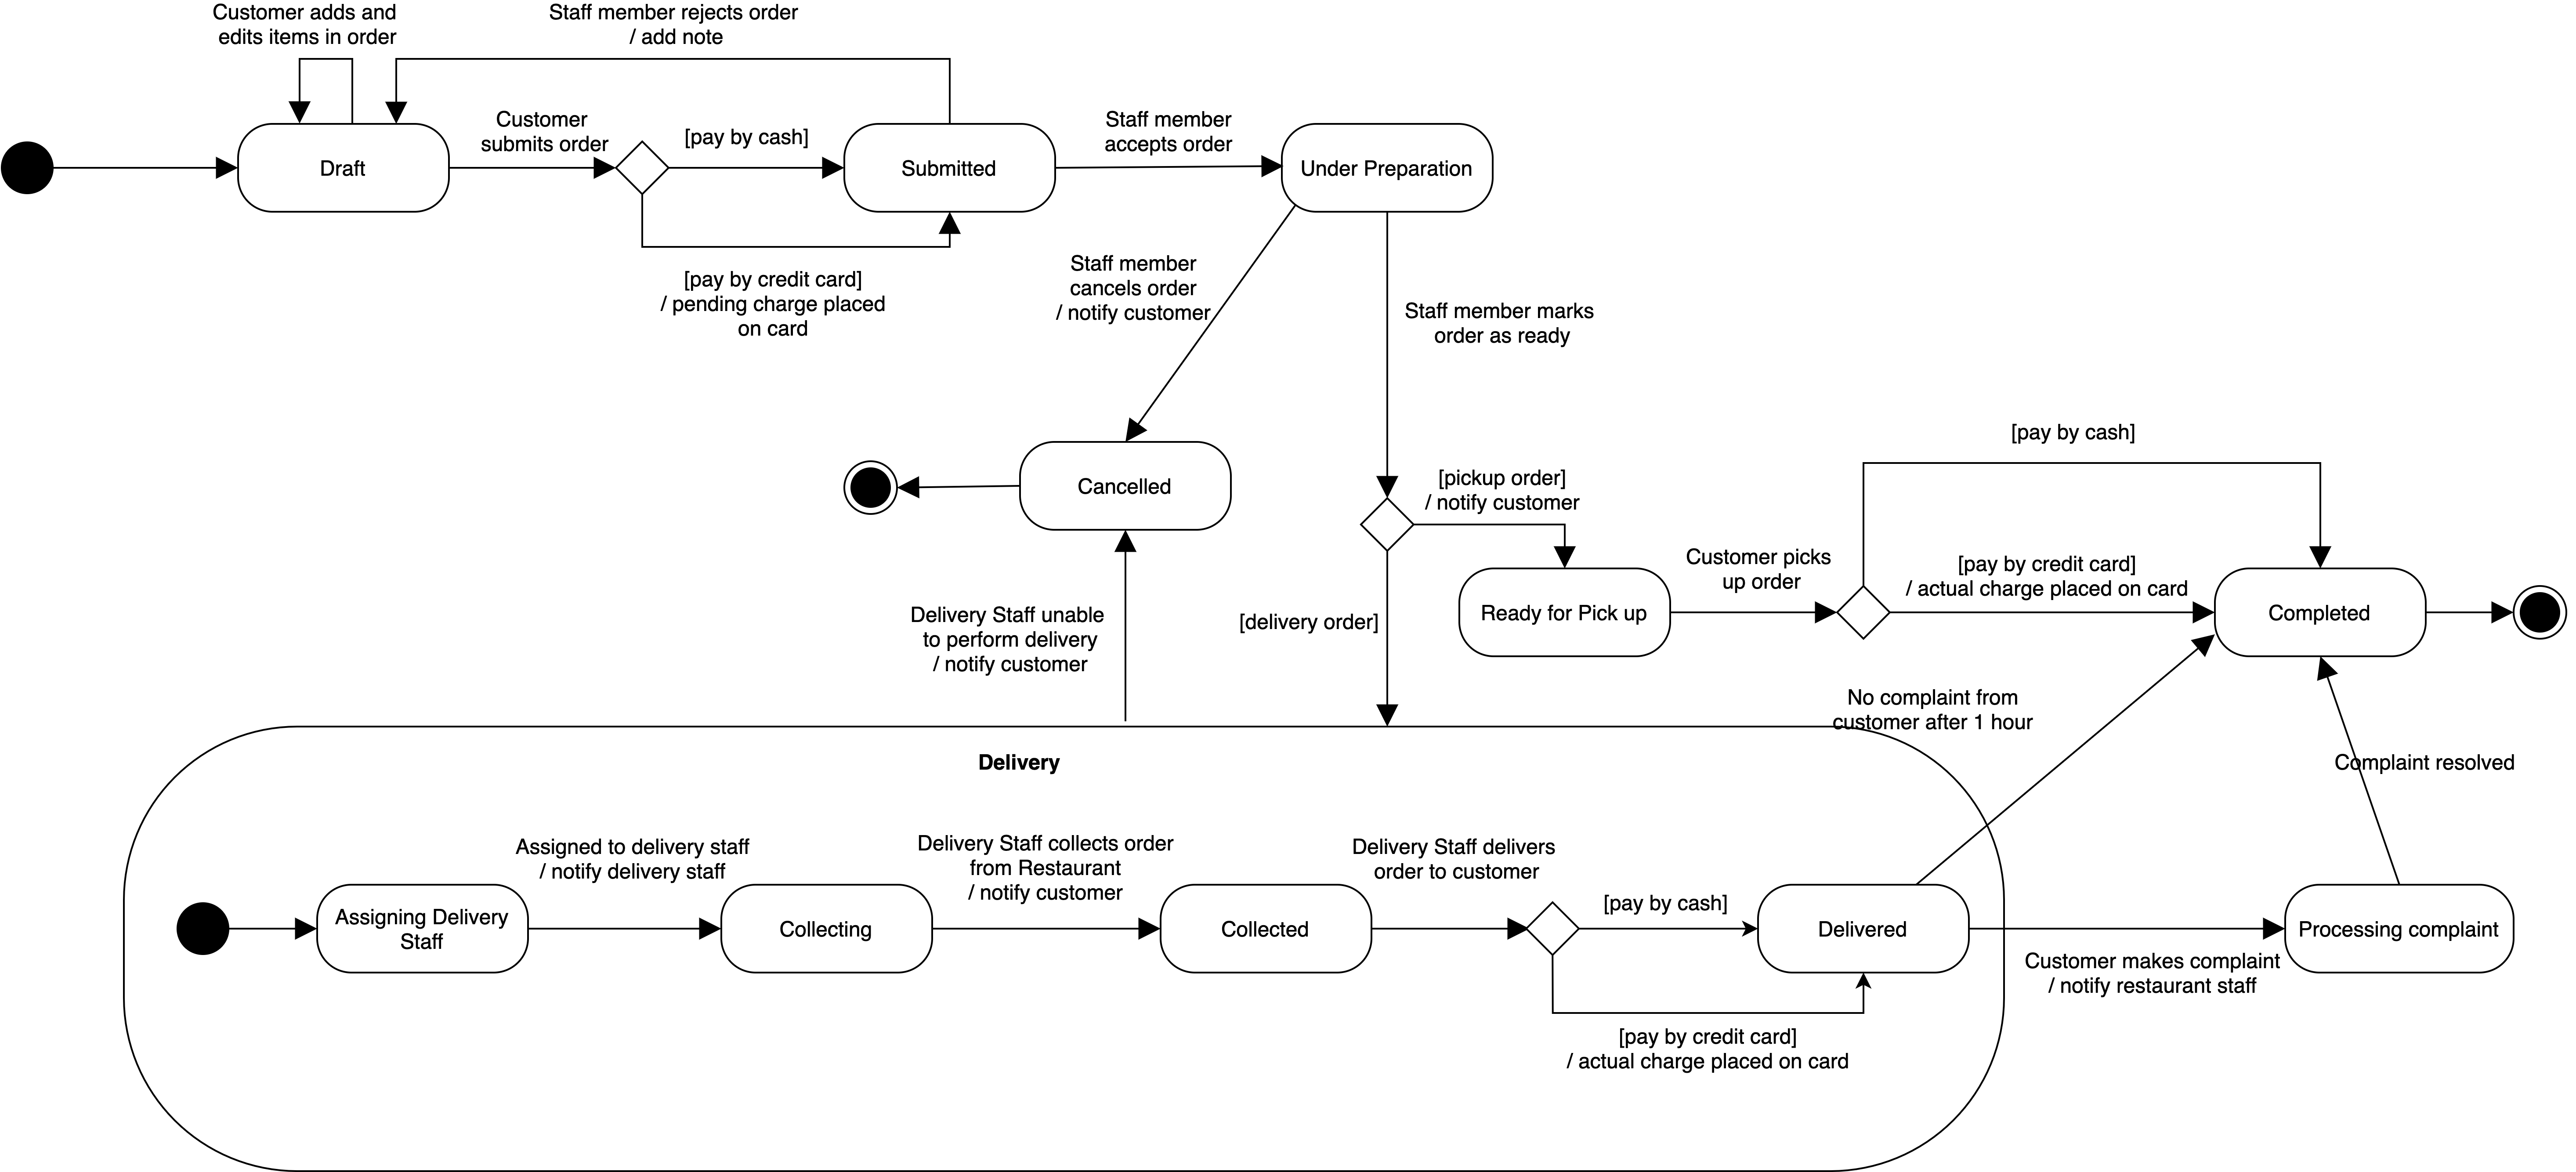 Customer adds and
edits items in order
Staff member rejects order
/ add note
Draft
Customer
submits order
[pay by cash]
Submitted
Staff member
accepts order
Under Preparation
[pay by credit card]
/ pending charge placed
on card
Staff member
cancels order
/ notify customer
Staff member marks
order as ready
Cancelled
[pickup order]
/ notify customer
[pay by cash]
Ready for Pick up
Customer picks
up order
[pay by credit card]
/ actual charge placed on card
Completed
Delivery Staff unable
to perform delivery
/ notify customer
[delivery order]
No complaint from
customer after 1 hour
Complaint resolved
Delivery
Assigning Delivery
Staff
Assigned to delivery staff
/ notify delivery staff
Collecting
Delivery Staff collects order
from Restaurant
/ notify customer
Collected
Delivery Staff delivers
order to customer
[pay by cash]
Delivered
[pay by credit card]
/ actual charge placed on card
Customer makes complaint
/ notify restaurant staff
Processing complaint